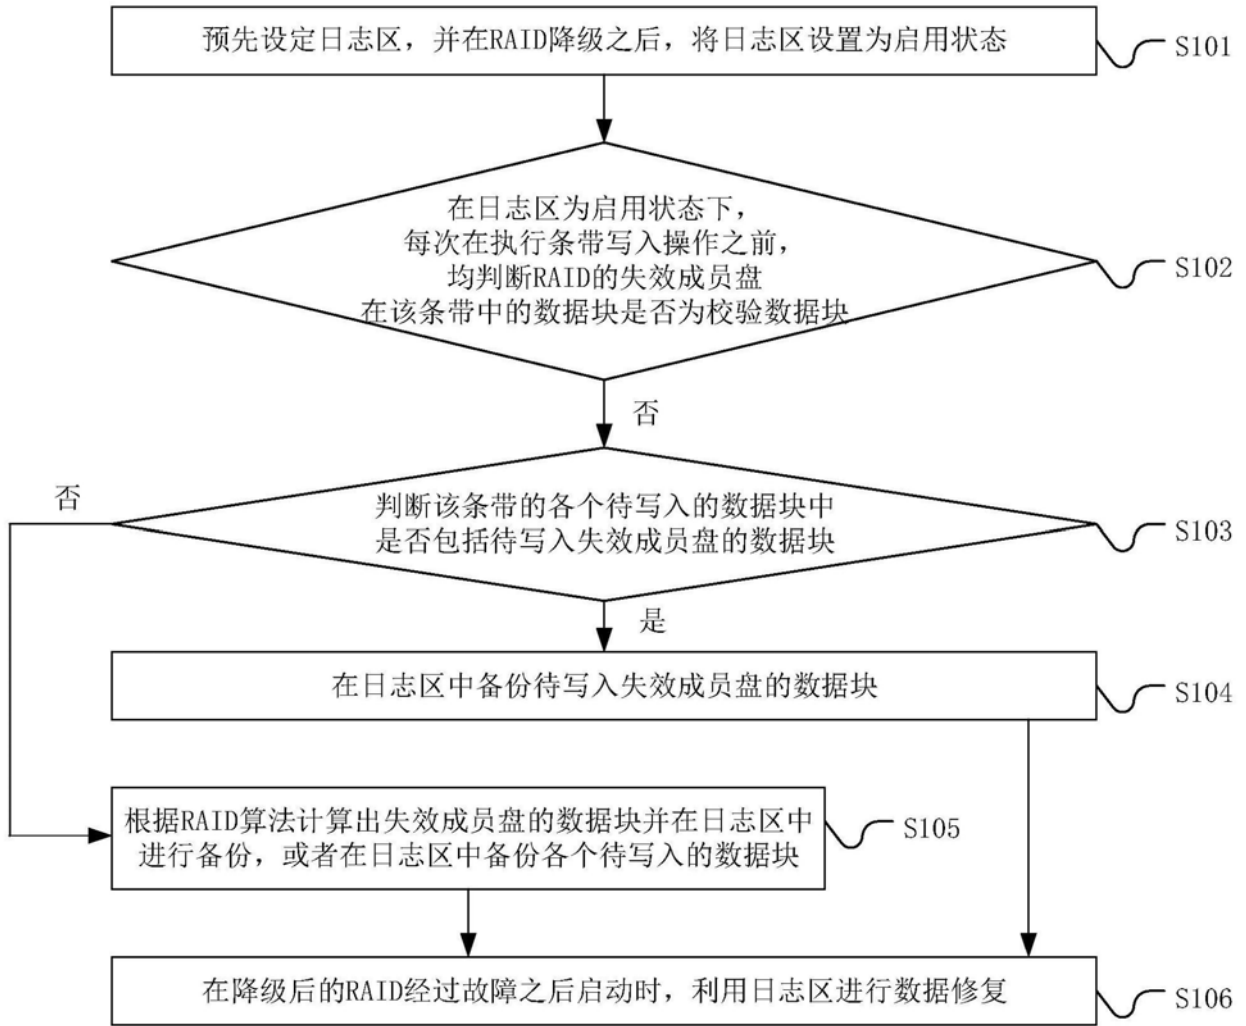 预先设定日志区，并在RAID降级之后，将日志区设置为启用状态
S101
在日志区为启用状态下，
每次在执行条带写入操作之前，
均判断RAID的失效成员盘
在该条带中的数据块是否为校验数据块
S102
否
否
判断该条带的各个待写入的数据块中
是否包括待写入失效成员盘的数据块
S103
是
在日志区中备份待写入失效成员盘的数据块
S104
根据RAID算法计算出失效成员盘的数据块并在日志区中
进行备份，或者在日志区中备份各个待写入的数据块
S105
在降级后的RAID经过故障之后启动时，利用日志区进行数据修复
S106